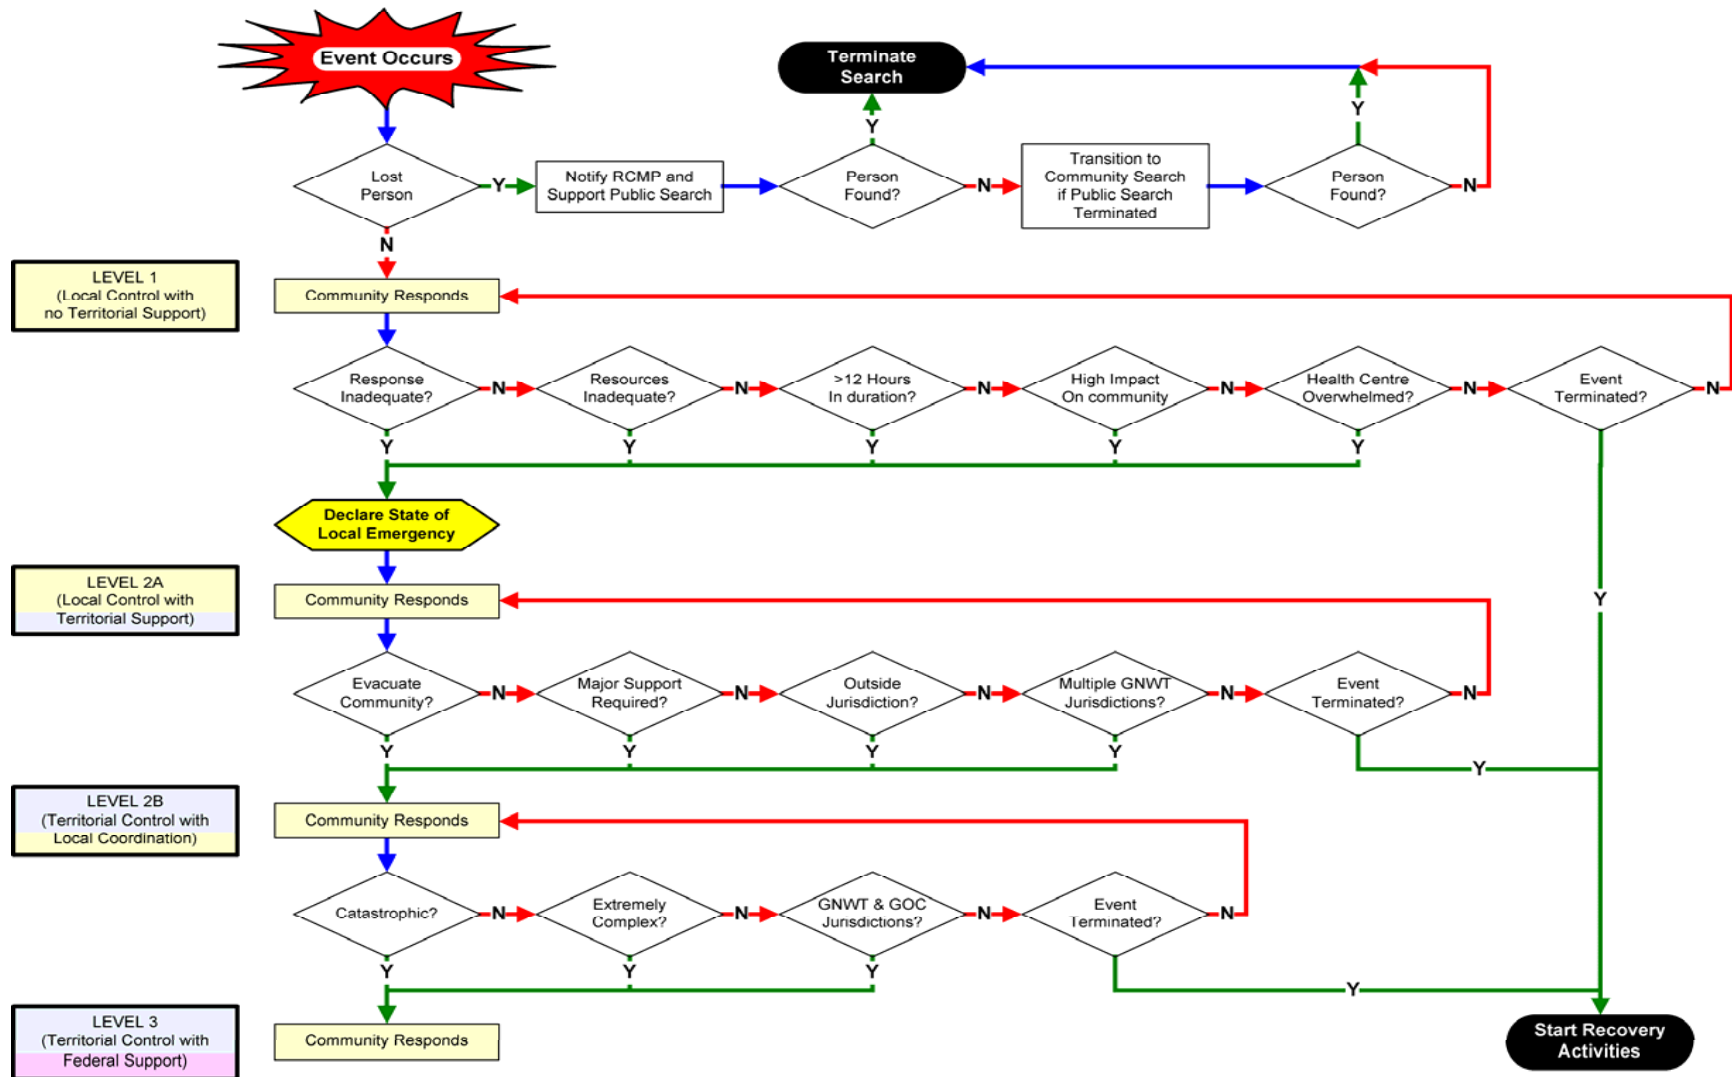 Event Occurs
Terminate
Search
Y
Y
Lost
Person
Y
Notify RCMP and
Support Public Search
Person
Found?
N
Transition to
Community Search
if Public Search
Terminated
Person
Found?
N
N
LEVEL 1
(Local Control with
no Territorial Support)
Community Responds
Response
Inadequate?
N
Resources
Inadequate?
N
>12 Hours
In duration?
N
High Impact
On community
N
Health Centre
Overwhelmed?
N
Event
Terminated?
N
Y
Y
Y
Y
Y
Declare State of
Local Emergency
LEVEL 2A
(Local Control with
Territorial Support)
Community Responds
Y
Evacuate
Community?
N
Major Support
Required?
N
Outside
Jurisdiction?
N
Multiple GNWT
Jurisdictions?
N
Event
Terminated?
N
Y
Y
Y
Y
Y
LEVEL 2B
(Territorial Control with
Local Coordination)
Community Responds
Catastrophic?
N
Extremely
Complex?
N
GNWT & GOC
Jurisdictions?
N
Event
Terminated?
N
Y
Y
Y
Y
LEVEL 3
(Territorial Control with
Federal Support)
Community Responds
Start Recovery
Activities